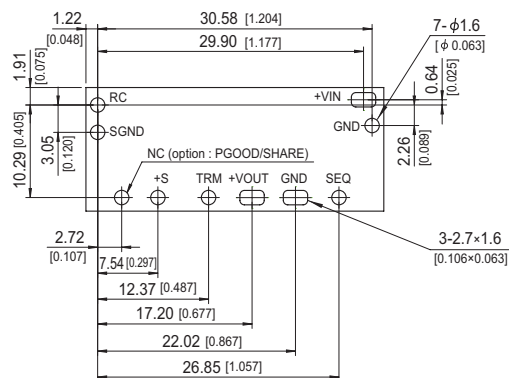 1.22
[0.048]
30.58 [1.204]
29.90 [1.177]
7- ϕ1.6
[ϕ 0.063]
1.91
[0.075]
0.64
[0.025]
RC
+VIN
10.29 [0.405]
3.05
[0.120]
SGND
GND
2.26
[0.089]
NC (option : PGOOD/SHARE)
+S
TRM
+VOUT
GND
SEQ
2.72
[0.107]
3-2.7×1.6
[0.106×0.063]
7.54 [0.297]
12.37 [0.487]
17.20 [0.677]
22.02 [0.867]
26.85 [1.057]